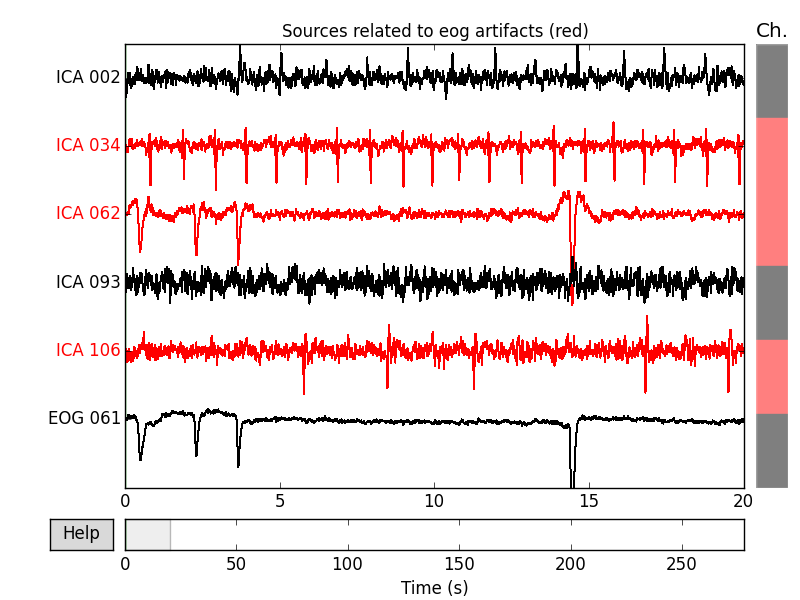 Sources related to eog artifacts (red)
Ch.
ICA 002
ICA 034
ICA 062
ICA 093
ICA 106
EOG 061
0 5 10 15 20
Help
0 50 100 150 200 250
Time (s)